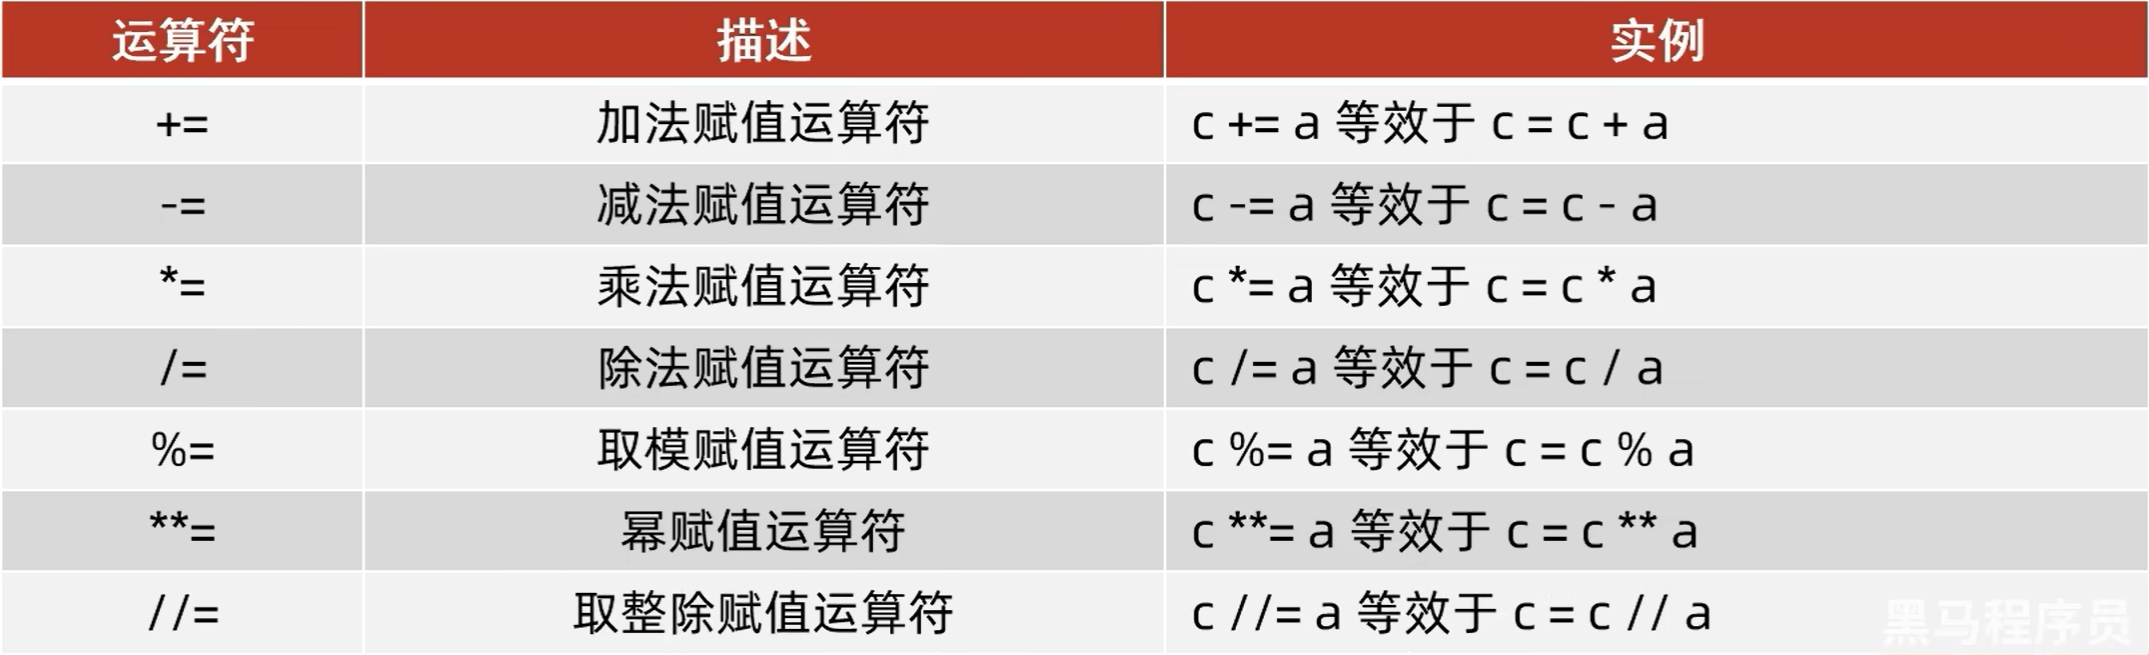 运算符 描述 实例
+= 加法赋值运算符 c += a 等效于 c = c + a
-= 减法赋值运算符 c -= a 等效于 c = c - a
*= 乘法赋值运算符 c *= a 等效于 c = c * a
/= 除法赋值运算符 c /= a 等效于 c = c / a
%= 取模赋值运算符 c %= a 等效于 c = c % a
**= 幂赋值运算符 c **= a 等效于 c = c ** a
//= 取整除赋值运算符 c //= a 等效于 c = c // a
黑马程序员